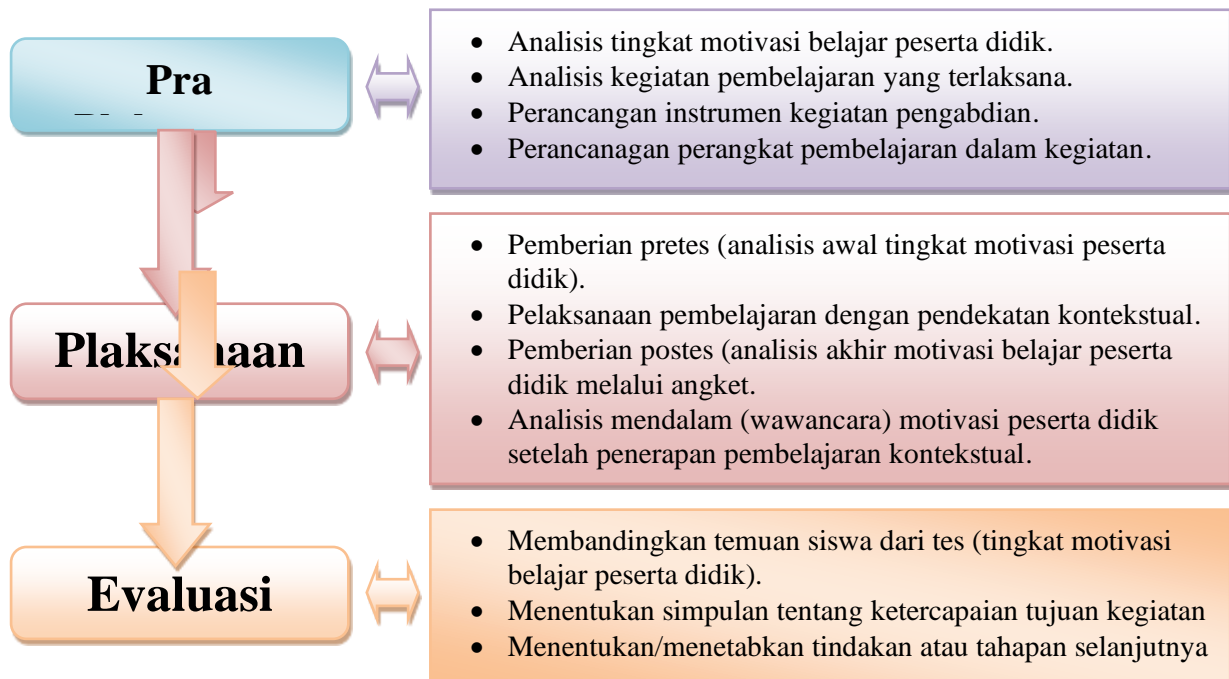 Pra
• Analisis tingkat motivasi belajar peserta didik.
• Analisis kegiatan pembelajaran yang terlaksana.
• Perancangan instrumen kegiatan pengabdian.
• Perancanagan perangkat pembelajaran dalam kegiatan.
Plaksanaan
• Pemberian pretes (analisis awal tingkat motivasi peserta
didik).
• Pelaksanaan pembelajaran dengan pendekatan kontekstual.
• Pemberian postes (analisis akhir motivasi belajar peserta
didik melalui angket.
• Analisis mendalam (wawancara) motivasi peserta didik
setelah penerapan pembelajaran kontekstual.
Evaluasi
• Membandingkan temuan siswa dari tes (tingkat motivasi
belajar peserta didik).
• Menentukan simpulan tentang ketercapaian tujuan kegiatan
• Menentukan/menetabkan tindakan atau tahapan selanjutnya